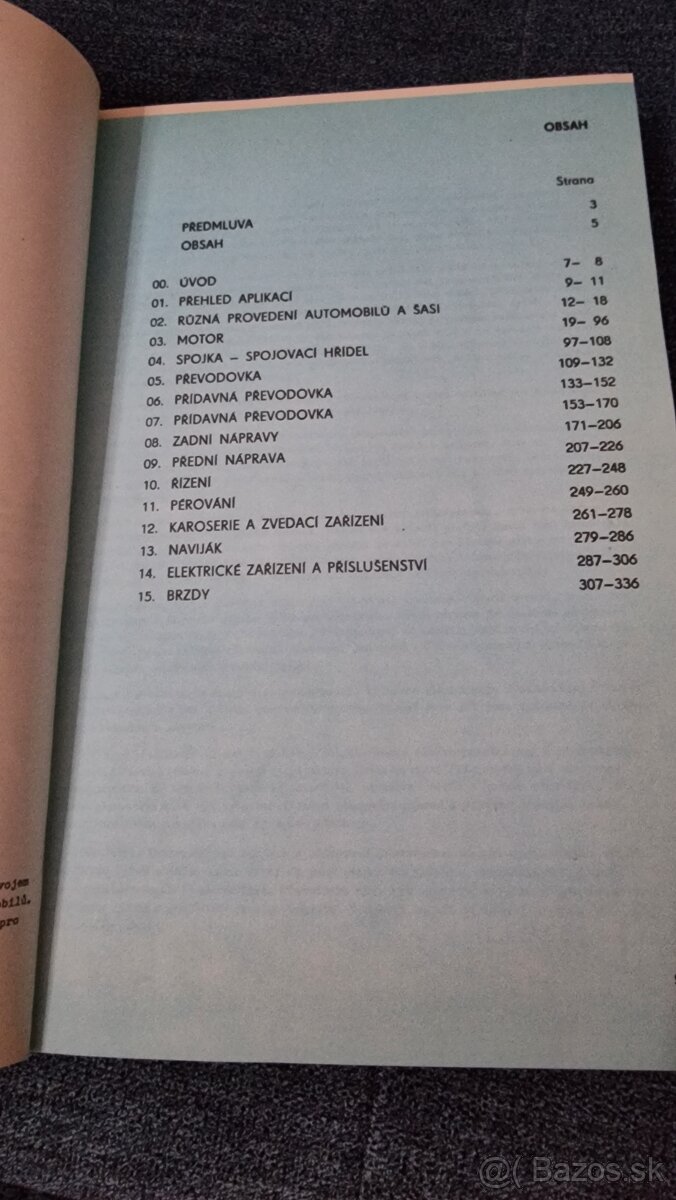 OBSAH
Strana
PŘEDMLUVA 3
OBSAH 5
00. ÚVOD 7– 8
01. PŘEHLED APLIKACÍ 9– 11
02. RŮZNÁ PROVEDENÍ AUTOMOBILŮ A ŠASI 12– 18
03. MOTOR 19– 96
04. SPOJKA – SPOJOVACÍ HŘÍDEL 97–108
05. PŘEVODOVKA 109–132
06. PŘÍDAVNÁ PŘEVODOVKA 133–152
07. PŘÍDAVNÁ PŘEVODOVKA 153–170
08. ZADNÍ NÁPRAVY 171–206
09. PŘEDNÍ NÁPRAVA 207–226
10. ŘÍZENÍ 227–248
11. PÉROVÁNÍ 249–260
12. KAROSERIE A ZVEDACÍ ZAŘÍZENÍ 261–278
13. NAVIJÁK 279–286
14. ELEKTRICKÉ ZAŘÍZENÍ A PŘÍSLUŠENSTVÍ 287–306
15. BRZDY 307–336
vojem
obilů.
pro
@( Bazos.sk